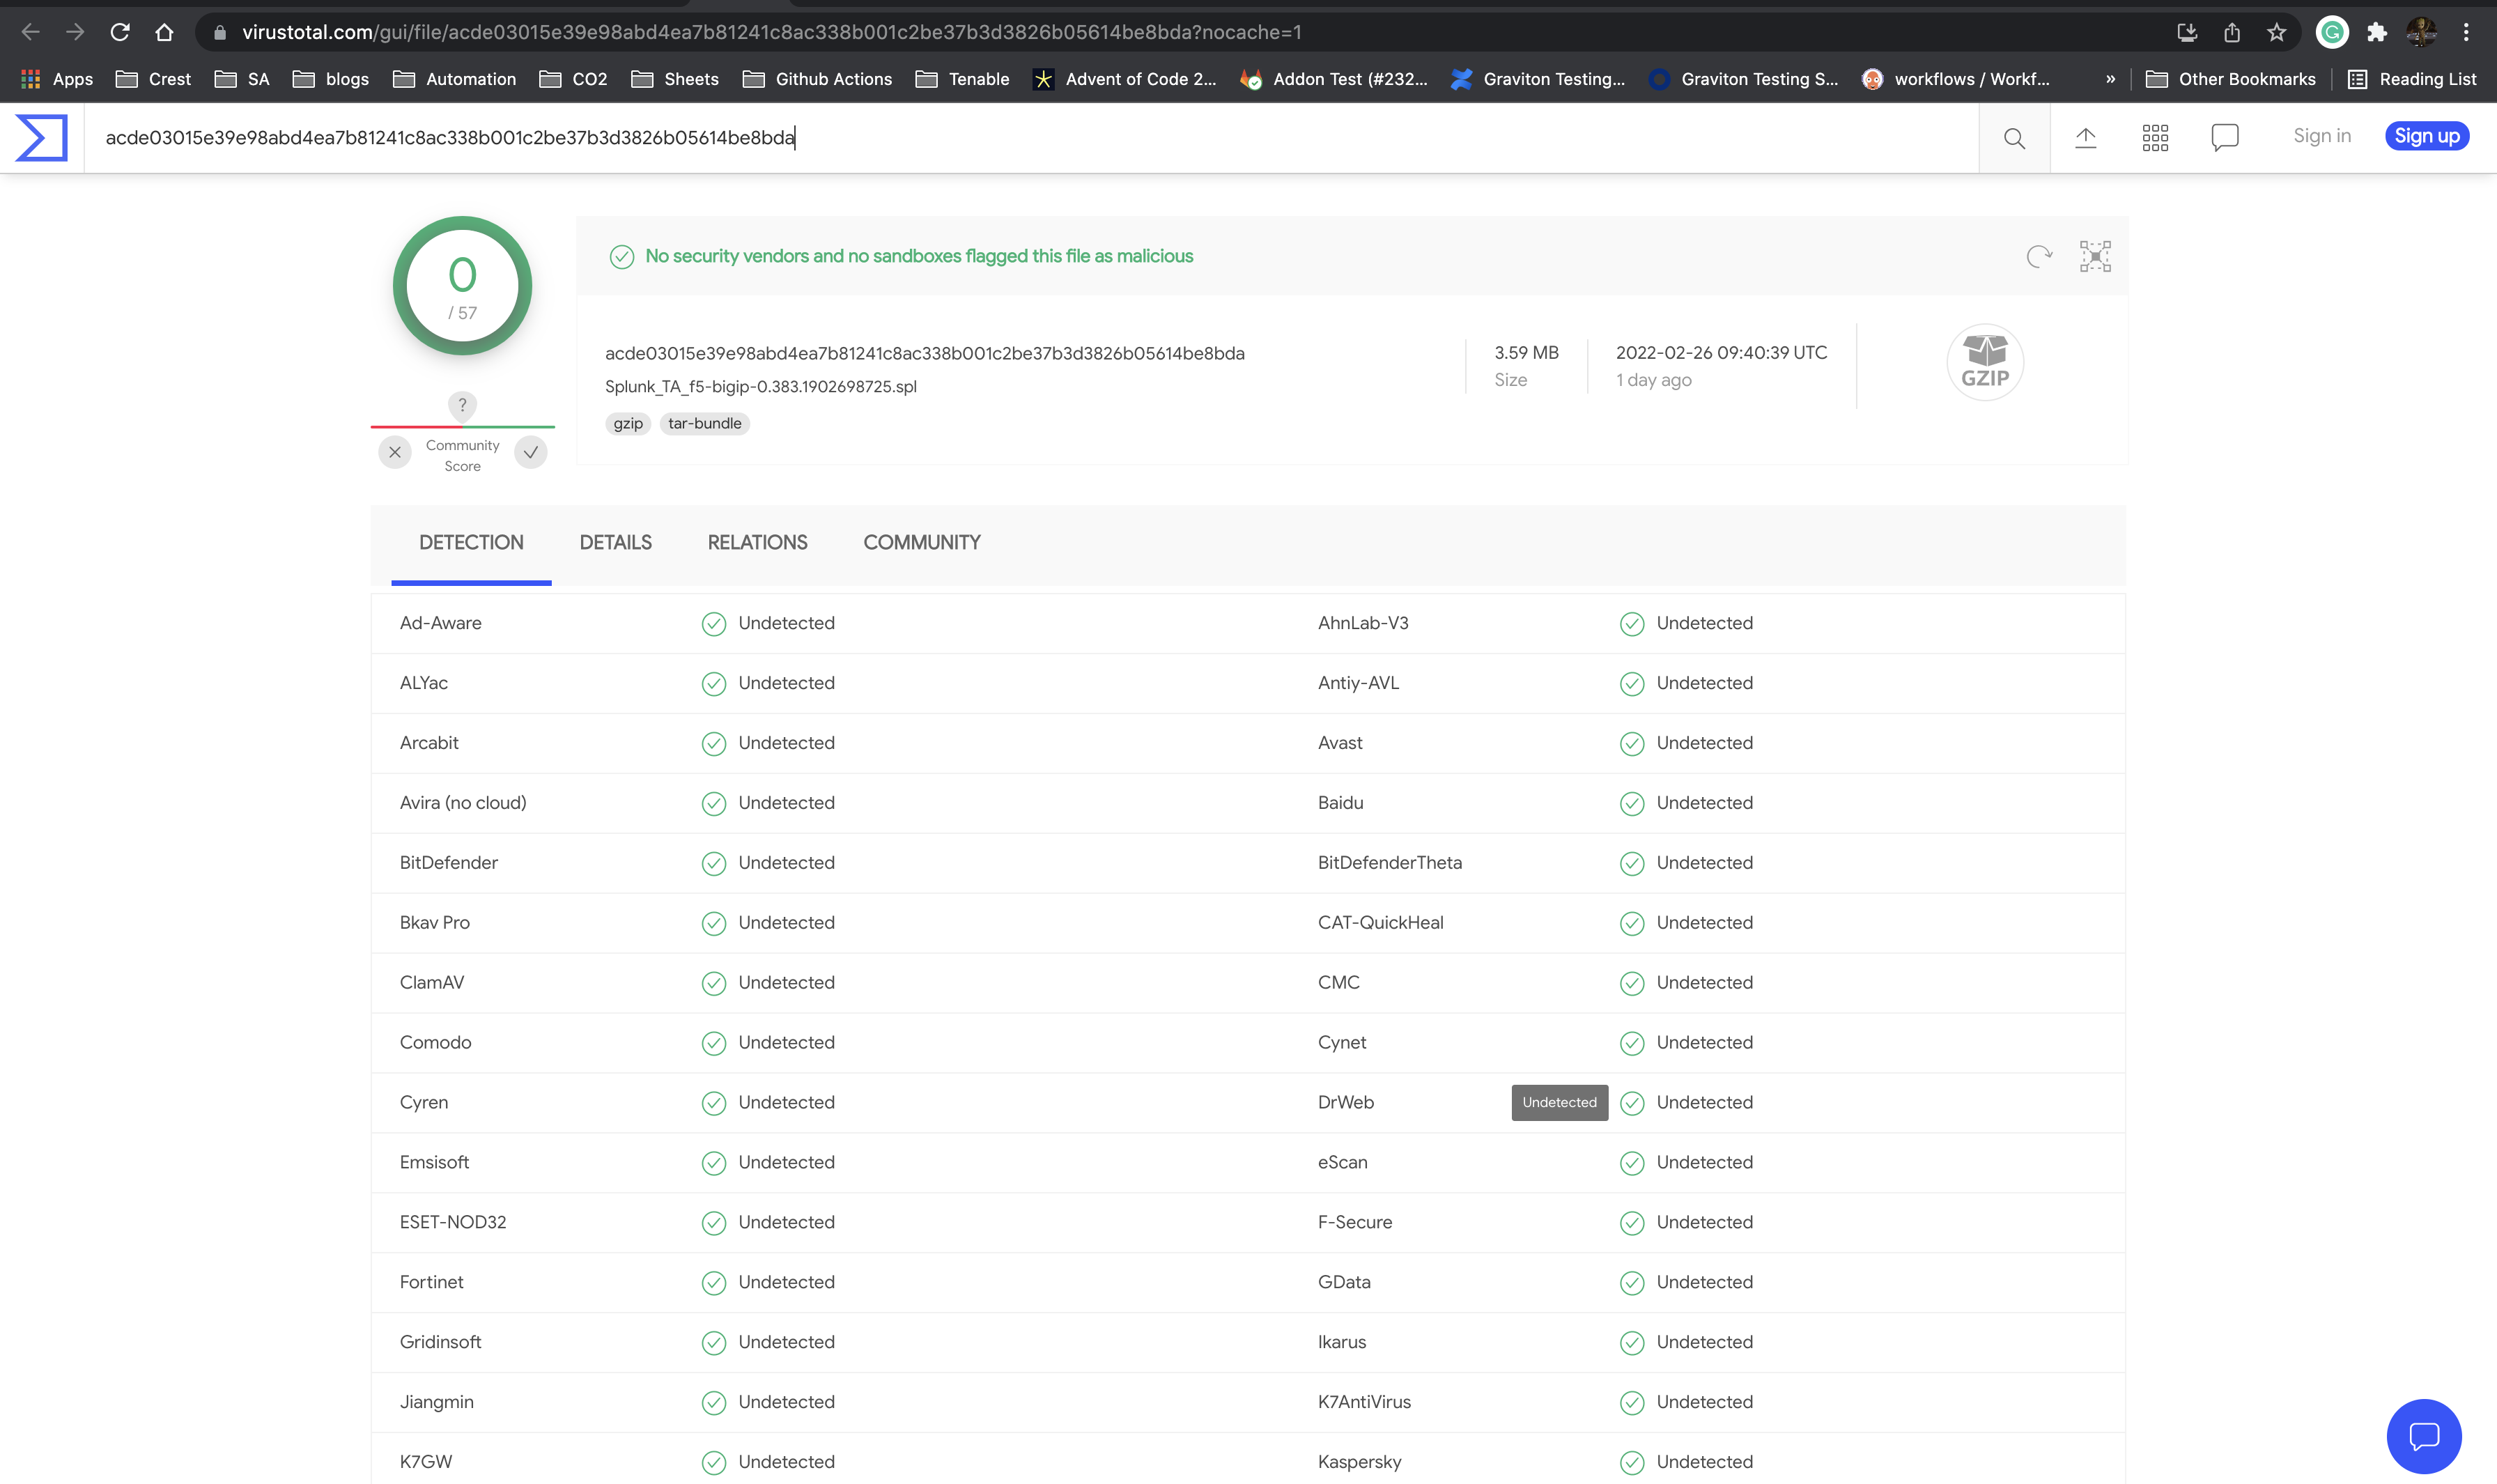 virustotal.com/gui/file/acde03015e39e98abd4ea7b81241c8ac338b001c2be37b3d3826b05614be8bda?nocache=1
Apps Crest SA blogs Automation CO2 Sheets Github Actions Tenable Advent of Code 2... Addon Test (#232... Graviton Testing... Graviton Testing S... workflows / Workf... » Other Bookmarks Reading List
acde03015e39e98abd4ea7b81241c8ac338b001c2be37b3d3826b05614be8bda Sign in Sign up
0
/ 57
?
Community
Score
No security vendors and no sandboxes flagged this file as malicious
acde03015e39e98abd4ea7b81241c8ac338b001c2be37b3d3826b05614be8bda
Splunk_TA_f5-bigip-0.383.1902698725.spl
gzip tar-bundle
3.59 MB
Size
2022-02-26 09:40:39 UTC
1 day ago
GZIP
DETECTION DETAILS RELATIONS COMMUNITY
Ad-Aware Undetected AhnLab-V3 Undetected
ALYac Undetected Antiy-AVL Undetected
Arcabit Undetected Avast Undetected
Avira (no cloud) Undetected Baidu Undetected
BitDefender Undetected BitDefenderTheta Undetected
Bkav Pro Undetected CAT-QuickHeal Undetected
ClamAV Undetected CMC Undetected
Comodo Undetected Cynet Undetected
Cyren Undetected DrWeb Undetected Undetected
Emsisoft Undetected eScan Undetected
ESET-NOD32 Undetected F-Secure Undetected
Fortinet Undetected GData Undetected
Gridinsoft Undetected Ikarus Undetected
Jiangmin Undetected K7AntiVirus Undetected
K7GW Undetected Kaspersky Undetected